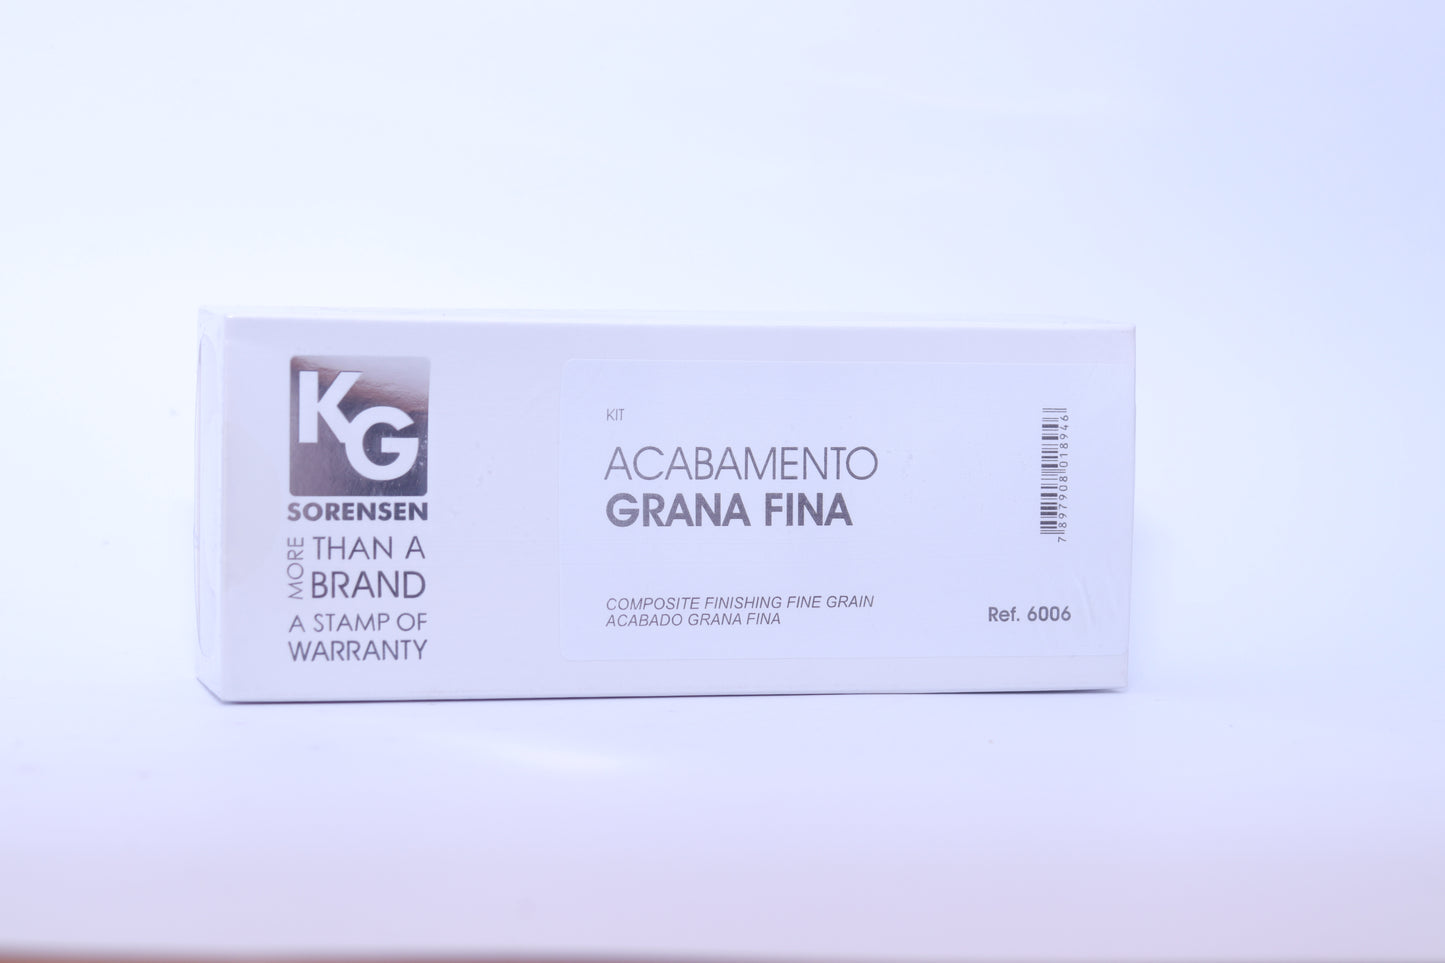 KG
SORENSEN
MORE THAN A
BRAND
A STAMP OF
WARRANTY
KIT
ACABAMENTO
GRANA FINA
COMPOSITE FINISHING FINE GRAIN
ACABADO GRANA FINA
7897908018946
Ref. 6006